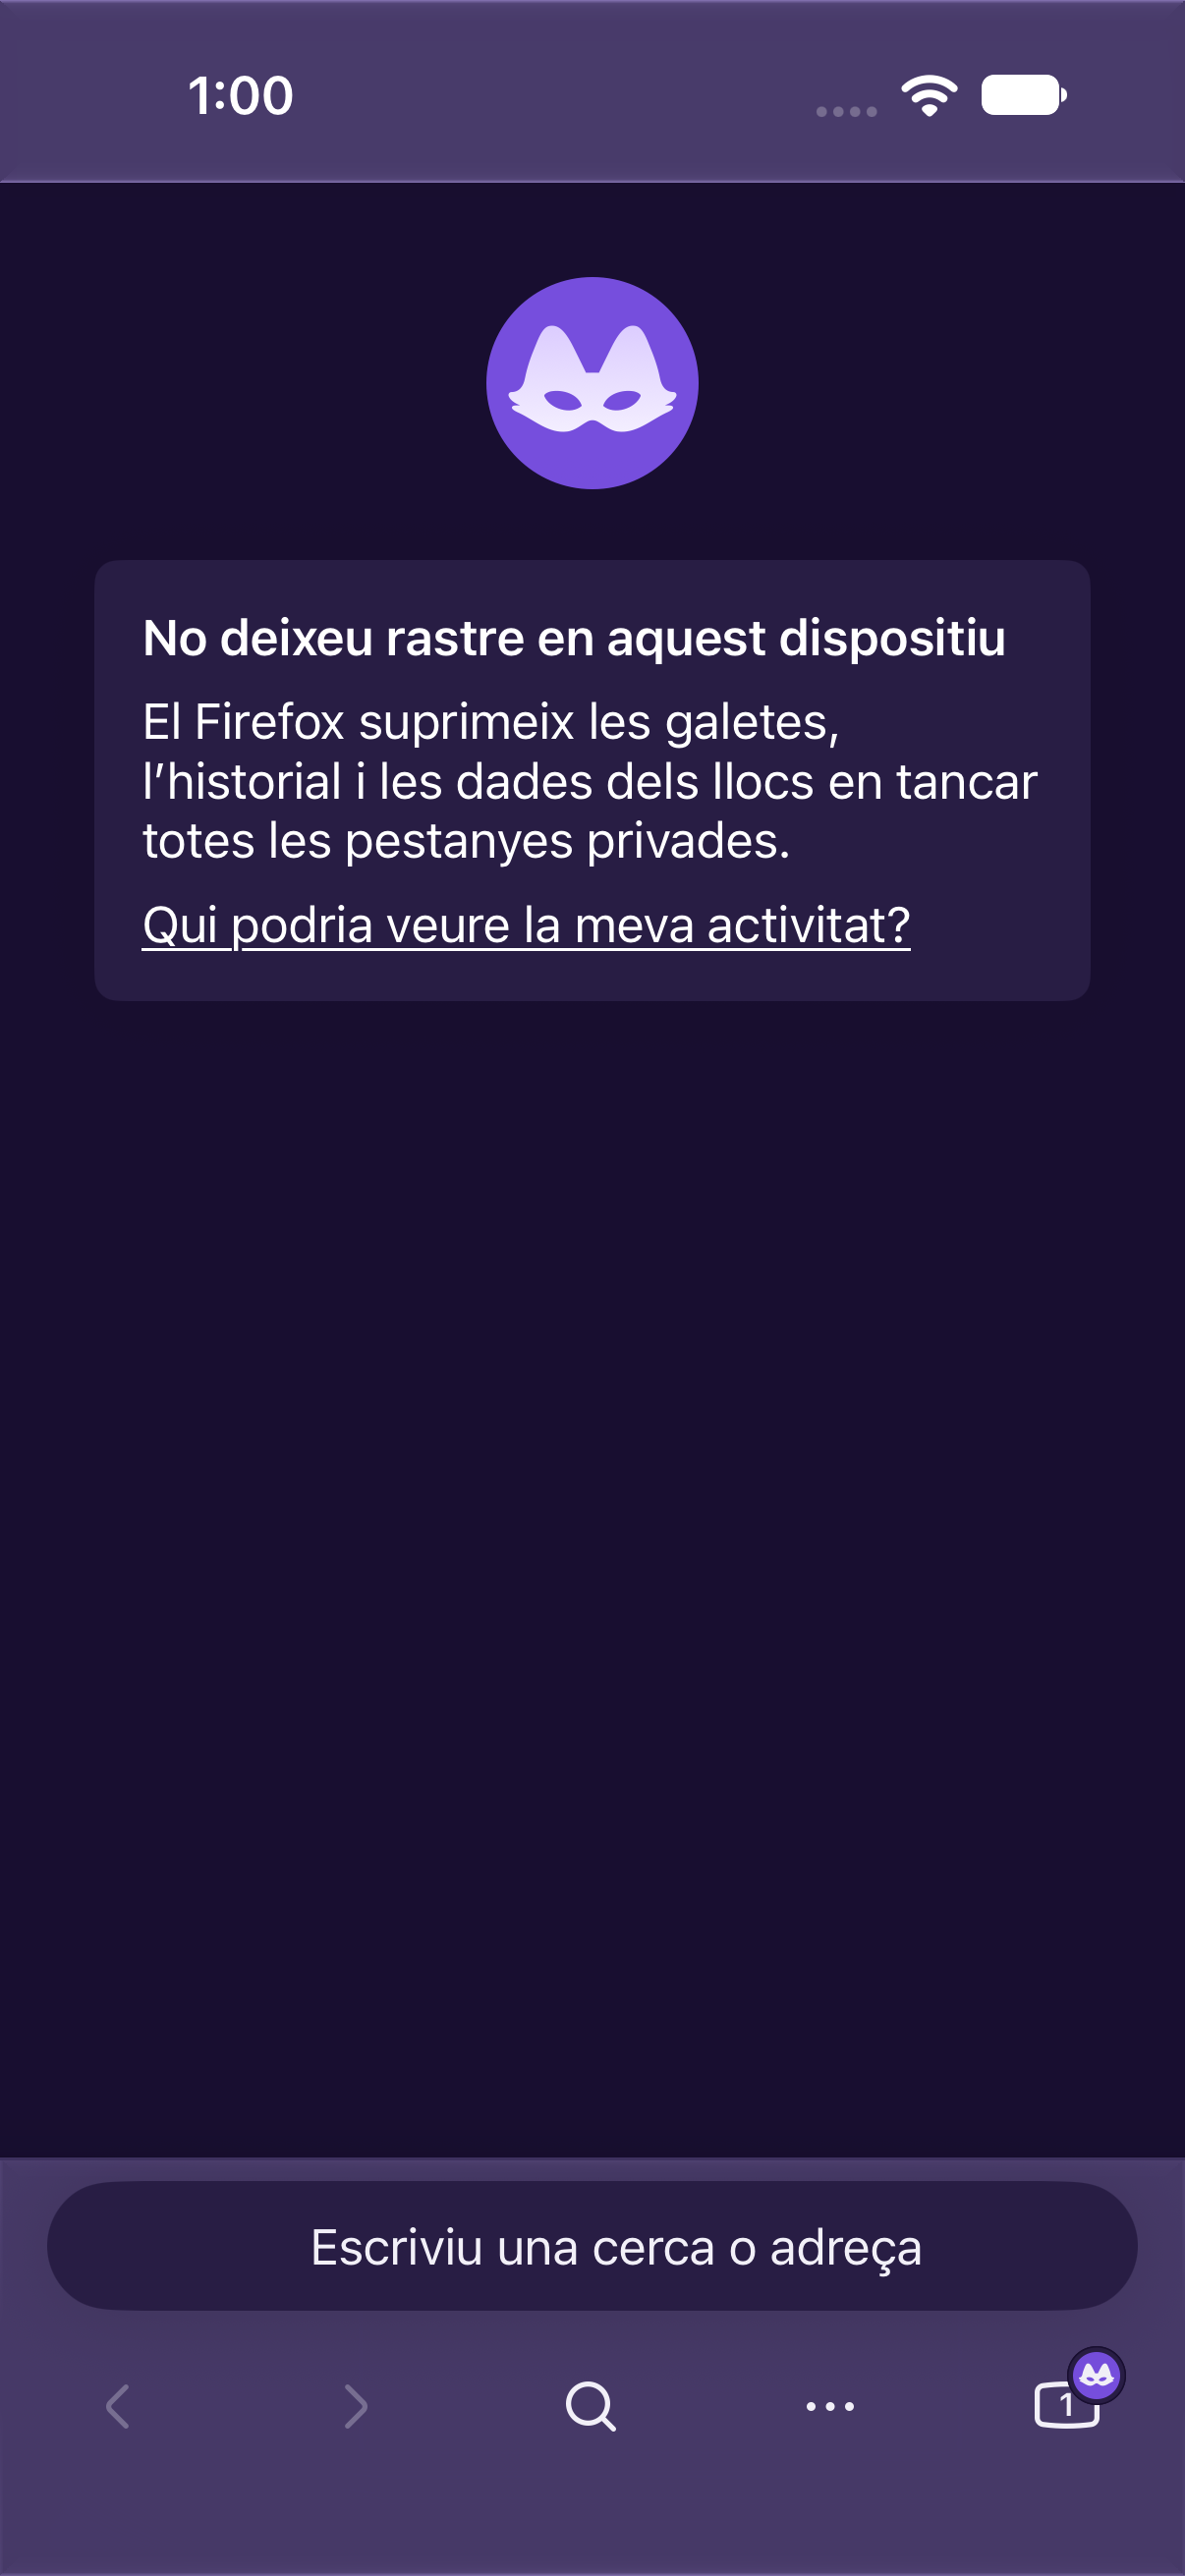 1:00
No deixeu rastre en aquest dispositiu
El Firefox suprimeix les galetes,
l’historial i les dades dels llocs en tancar
totes les pestanyes privades.
Qui podria veure la meva activitat?
Escriviu una cerca o adreça
1